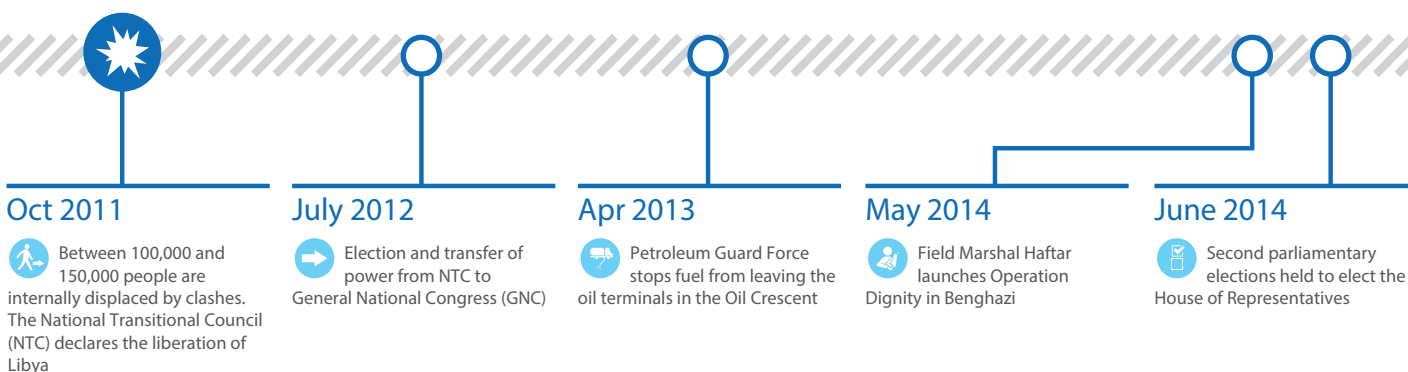 Oct 2011
Between 100,000 and
150,000 people are
internally displaced by clashes.
The National Transitional Council
(NTC) declares the liberation of
Libya
July 2012
Election and transfer of
power from NTC to
General National Congress (GNC)
Apr 2013
Petroleum Guard Force
stops fuel from leaving the
oil terminals in the Oil Crescent
May 2014
Field Marshal Haftar
launches Operation
Dignity in Benghazi
June 2014
Second parliamentary
elections held to elect the
House of Representatives